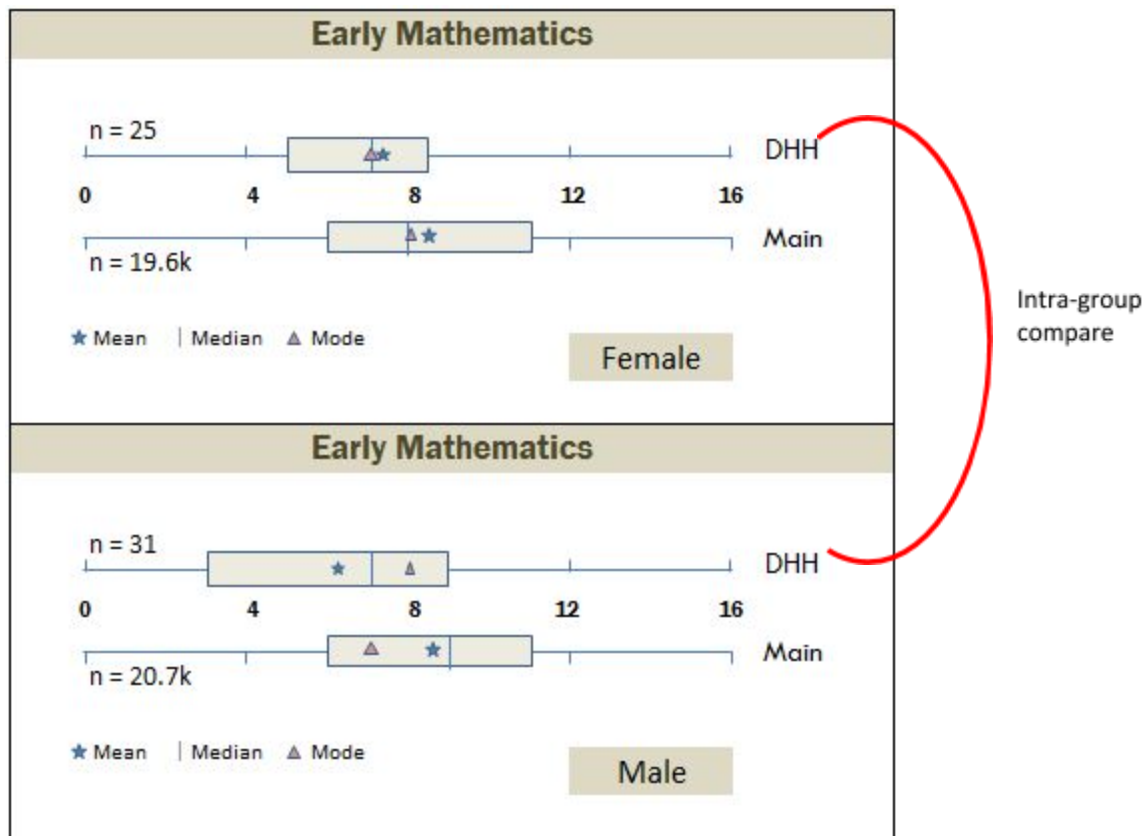 Early Mathematics
n = 25
DHH
0 4 8 12 16
Main
n = 19.6k
Mean Median Mode
Female
Intra-group
compare
Early Mathematics
n = 31
DHH
0 4 8 12 16
Main
n = 20.7k
Mean Median Mode
Male